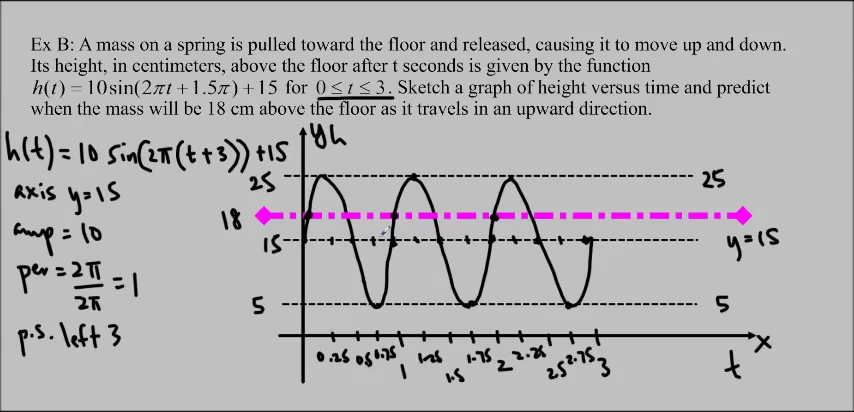 Ex B: A mass on a spring is pulled toward the floor and released, causing it to move up and down.
Its height, in centimeters, above the floor after t seconds is given by the function
h(t) = 10sin(2πt + 1.5π) + 15 for 0 ≤ t ≤ 3. Sketch a graph of height versus time and predict
when the mass will be 18 cm above the floor as it travels in an upward direction.
h(t) = 10 sin(2π(t+3)) + 15
axis y=15
amp = 10
per = 2π/2π = 1
p.s. left 3
y h
25 25
18
15 y=15
5 5
0.25 0.5 0.75 1 1.25 1.5 1.75 2 2.25 2.5 2.75 3
x
t